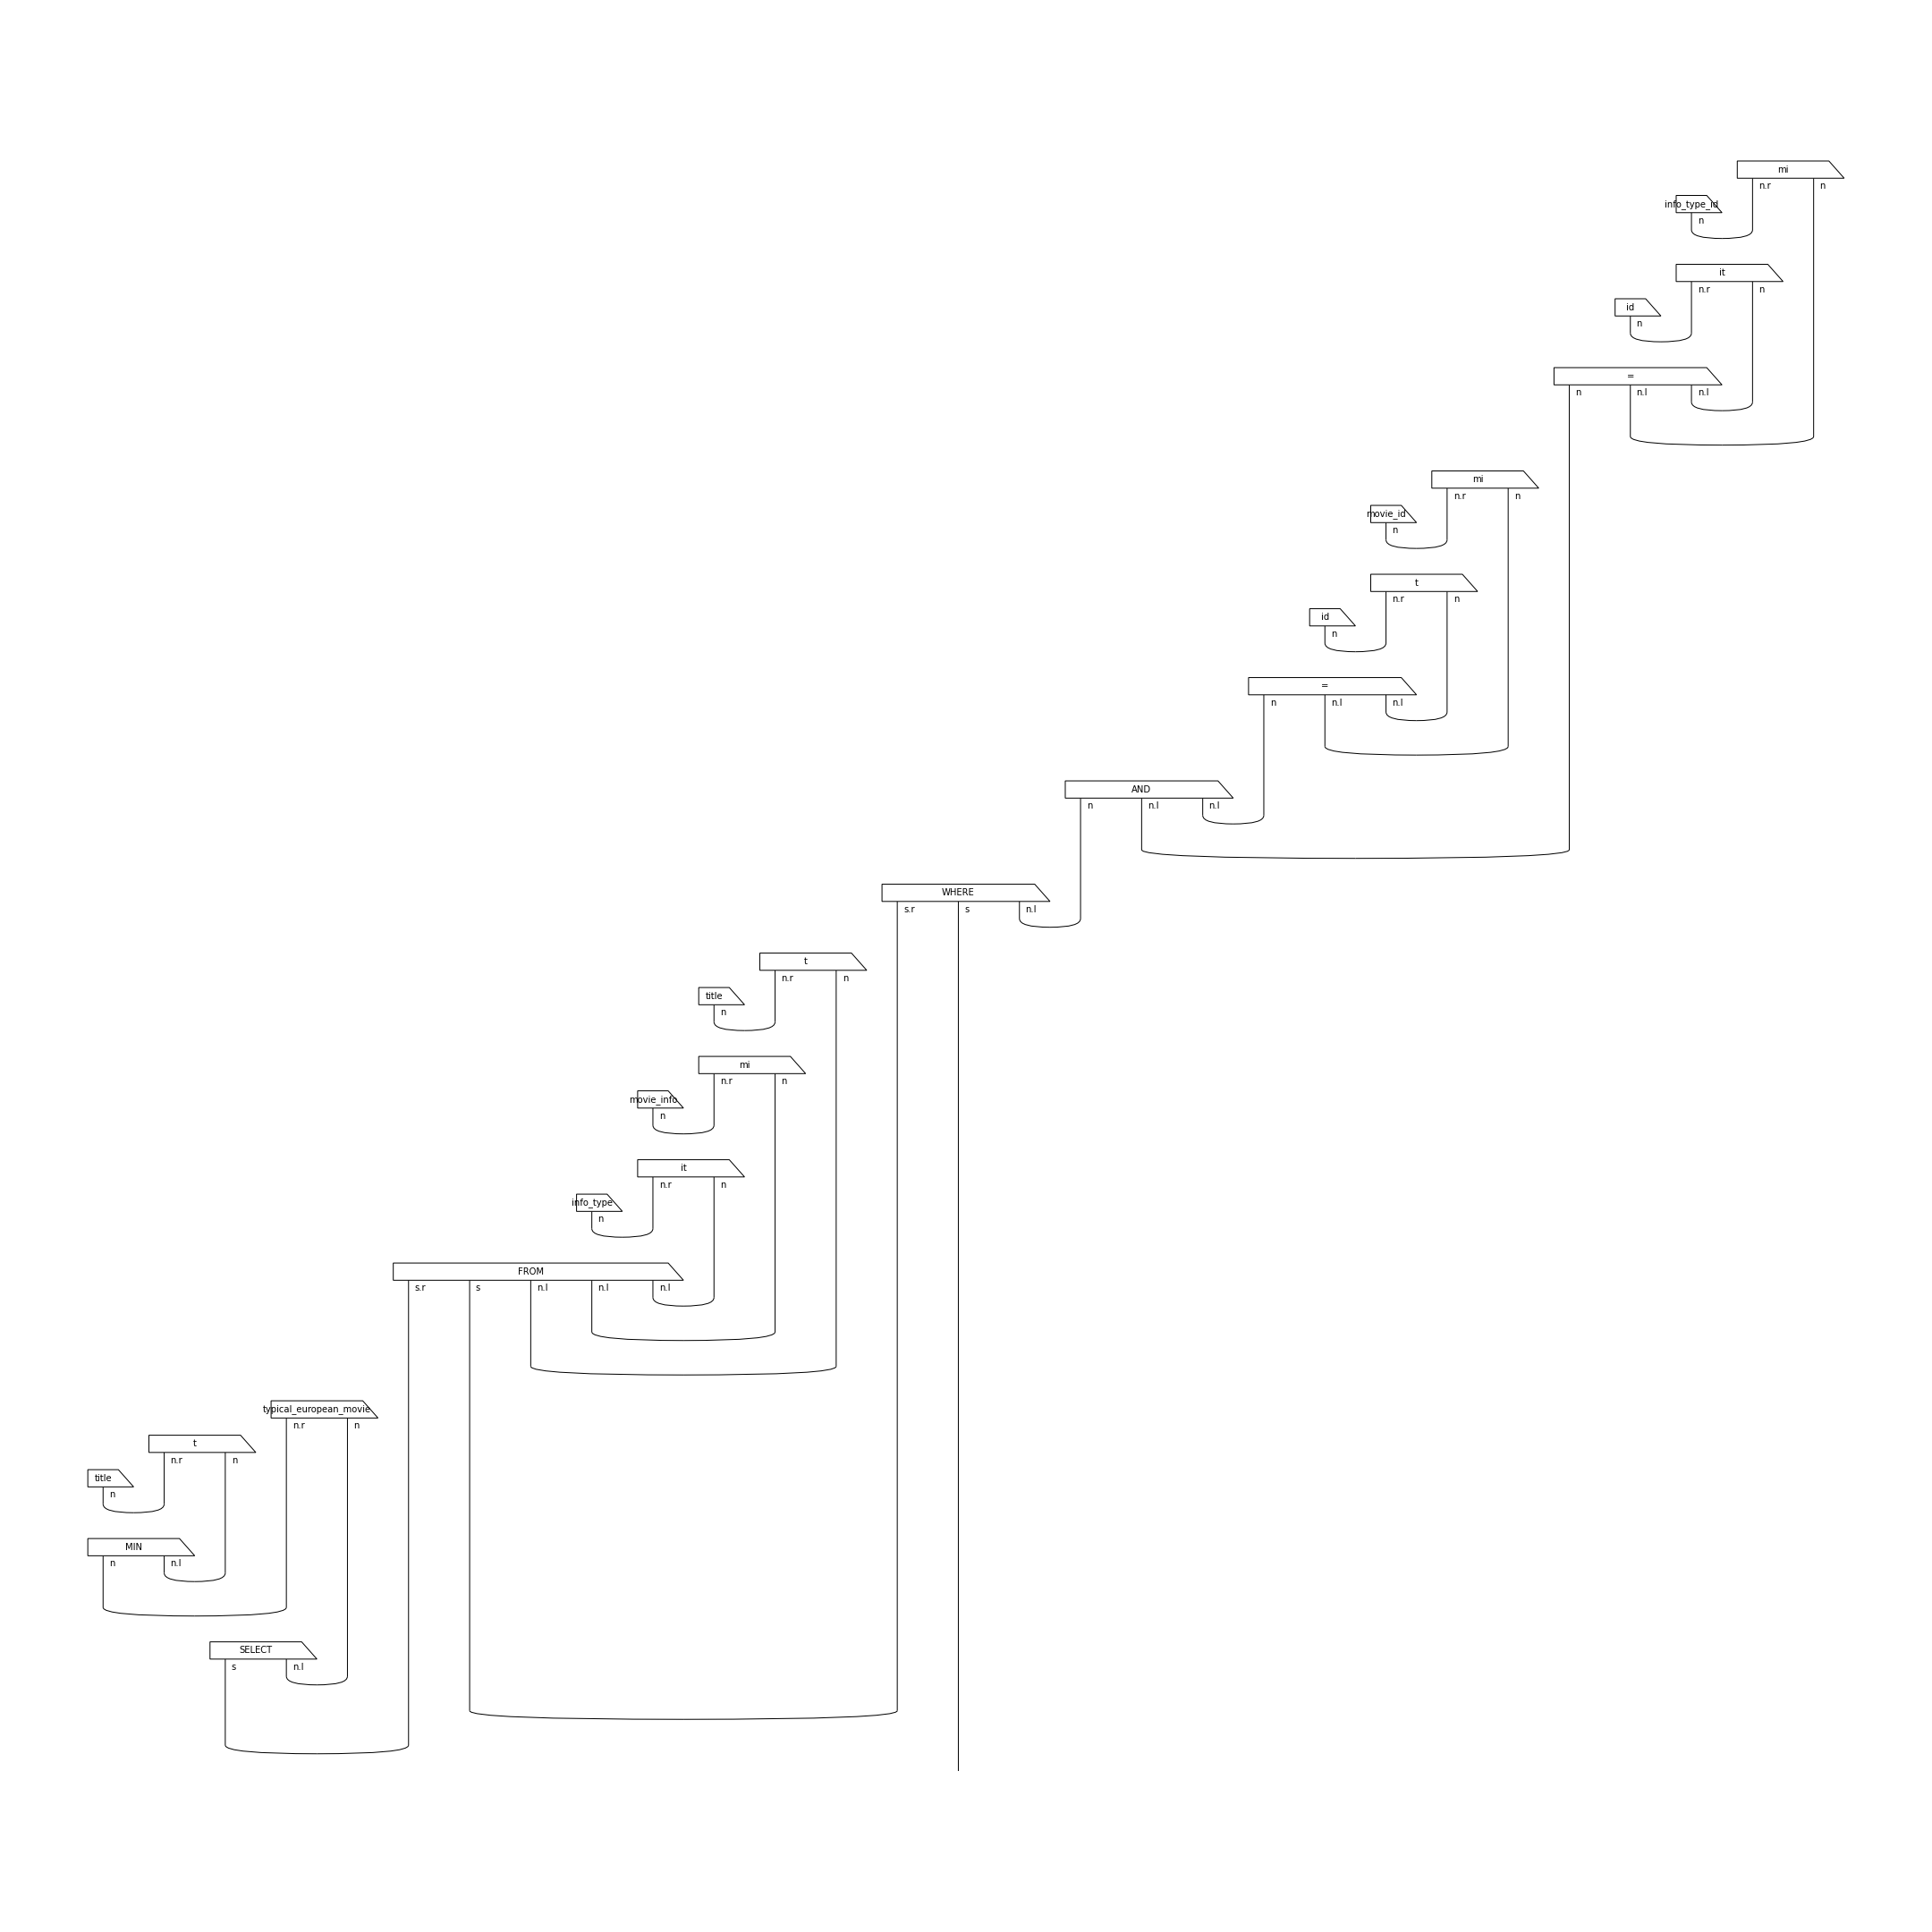 mi
n.r n
info_type_id
n
it
n.r n
id
n
=
n n.l n.l
mi
n.r n
movie_id
n
t
n.r n
id
n
=
n n.l n.l
AND
n n.l n.l
WHERE
s.r s n.l
t
n.r n
title
n
mi
n.r n
movie_info
n
it
n.r n
info_type
n
FROM
s.r s n.l n.l n.l
typical_european_movie
n.r n
t
n.r n
title
n
MIN
n n.l
SELECT
s n.l